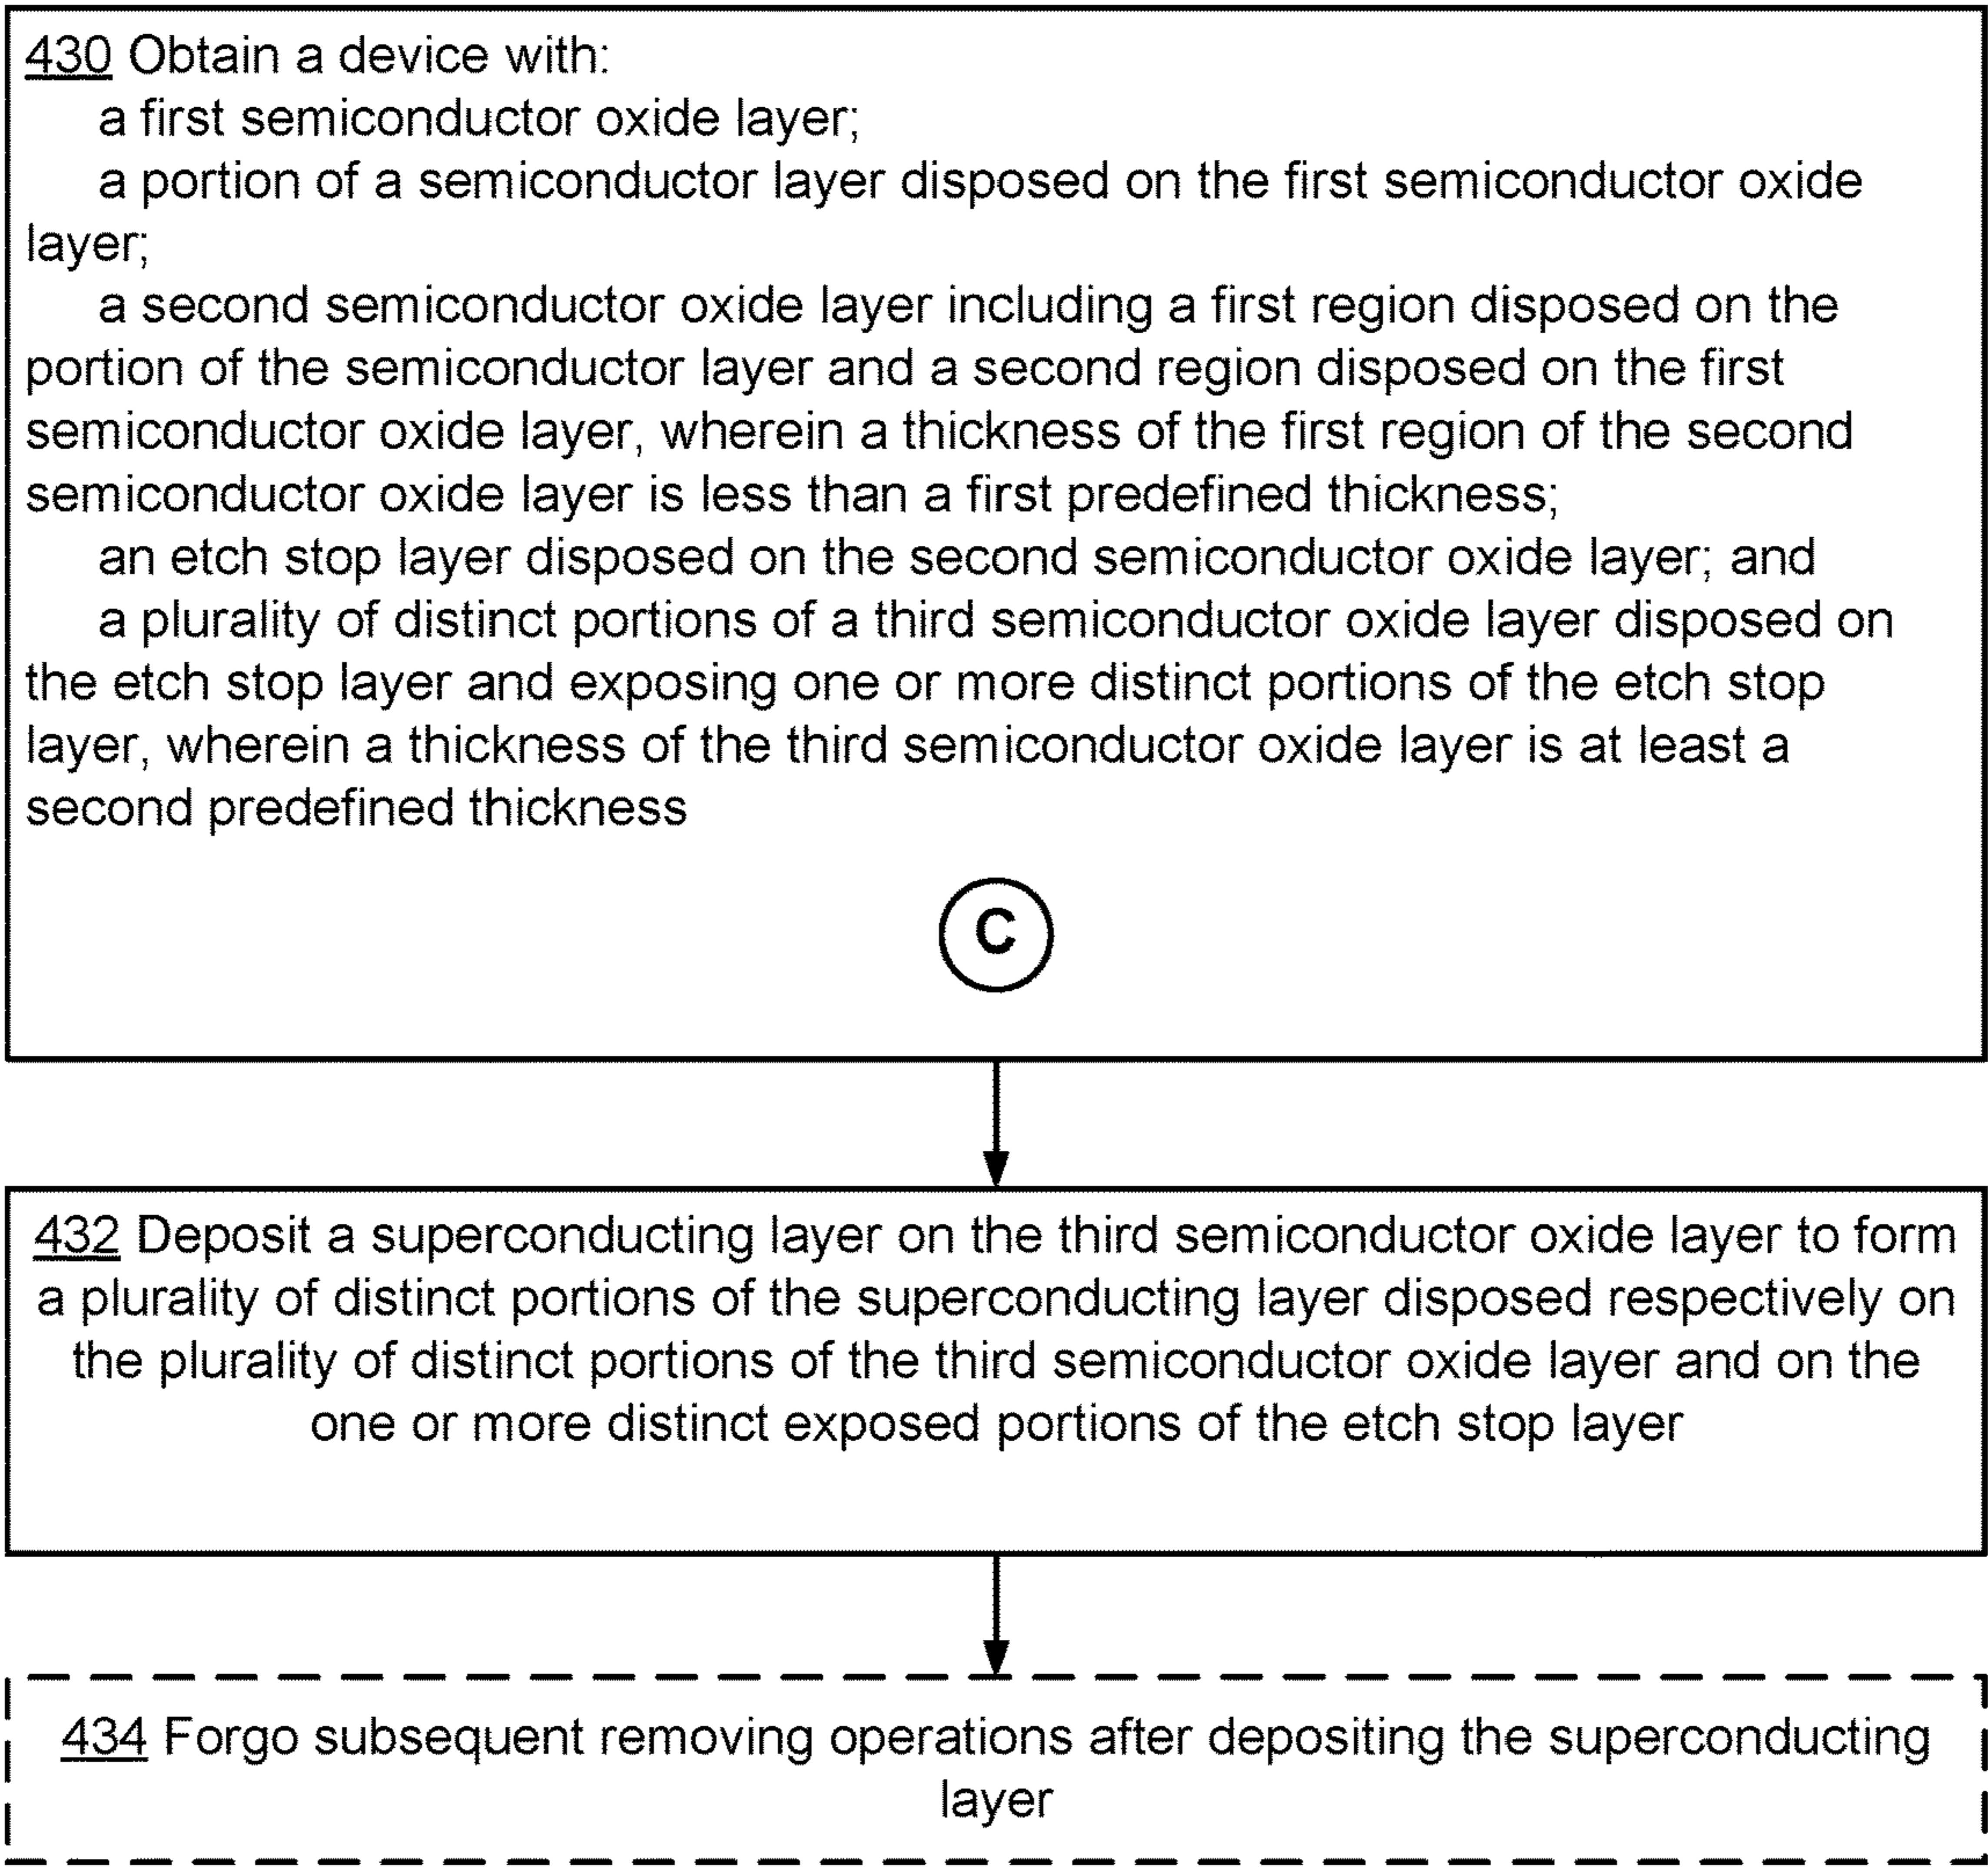 430 Obtain a device with:
a first semiconductor oxide layer;
a portion of a semiconductor layer disposed on the first semiconductor oxide
layer;
a second semiconductor oxide layer including a first region disposed on the
portion of the semiconductor layer and a second region disposed on the first
semiconductor oxide layer, wherein a thickness of the first region of the second
semiconductor oxide layer is less than a first predefined thickness;
an etch stop layer disposed on the second semiconductor oxide layer; and
a plurality of distinct portions of a third semiconductor oxide layer disposed on
the etch stop layer and exposing one or more distinct portions of the etch stop
layer, wherein a thickness of the third semiconductor oxide layer is at least a
second predefined thickness
C
432 Deposit a superconducting layer on the third semiconductor oxide layer to form
a plurality of distinct portions of the superconducting layer disposed respectively on
the plurality of distinct portions of the third semiconductor oxide layer and on the
one or more distinct exposed portions of the etch stop layer
434 Forgo subsequent removing operations after depositing the superconducting
layer